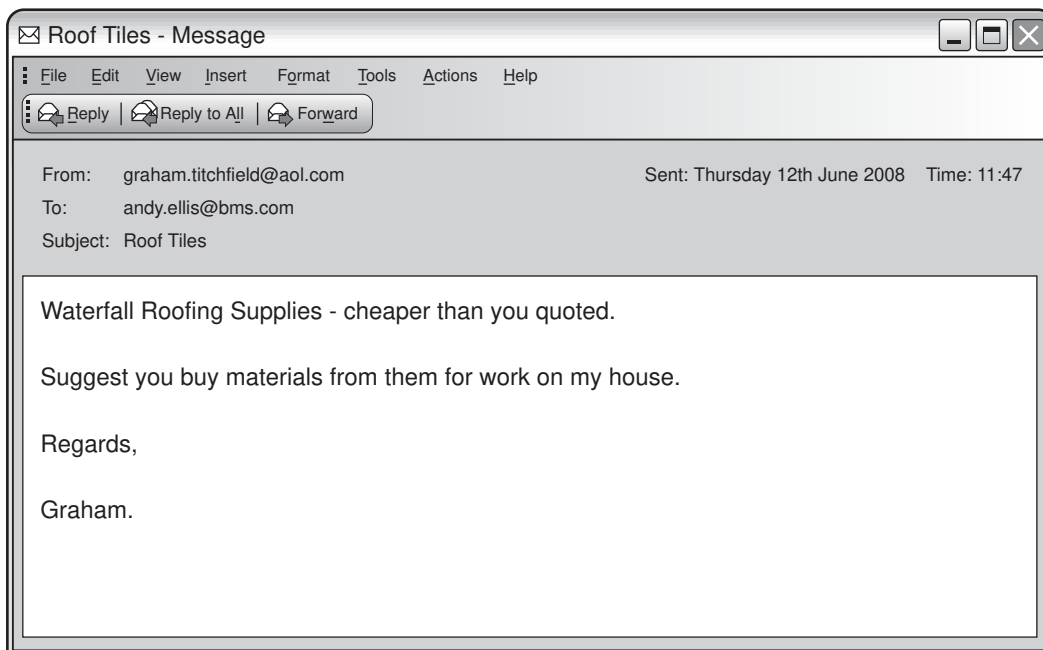 Roof Tiles - Message
File Edit View Insert Format Tools Actions Help
Reply Reply to All Forward
From: graham.titchfield@aol.com Sent: Thursday 12th June 2008 Time: 11:47
To: andy.ellis@bms.com
Subject: Roof Tiles
Waterfall Roofing Supplies - cheaper than you quoted.
Suggest you buy materials from them for work on my house.
Regards,
Graham.